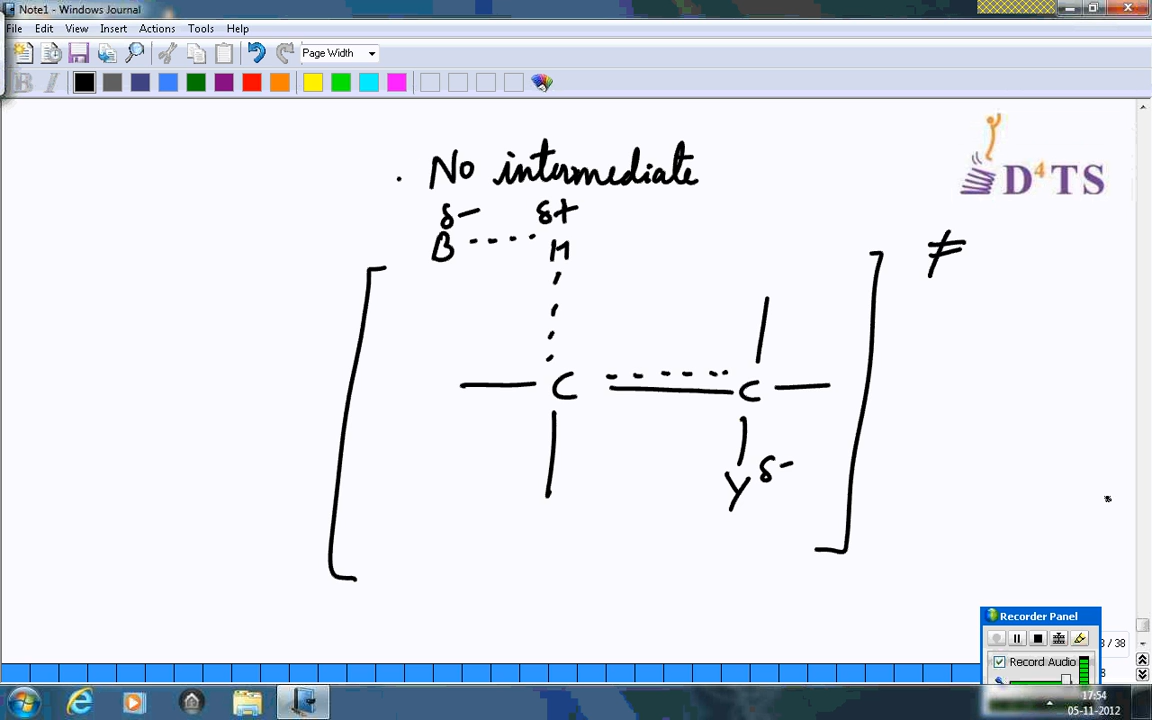 Note1 - Windows Journal
File Edit View Insert Actions Tools Help
Page Width
B I
. No intermediate
D4TS
δ- δ+
B H
≠
C C
Y δ-
Recorder Panel
/ 38
Record Audio
17:54
05-11-2012